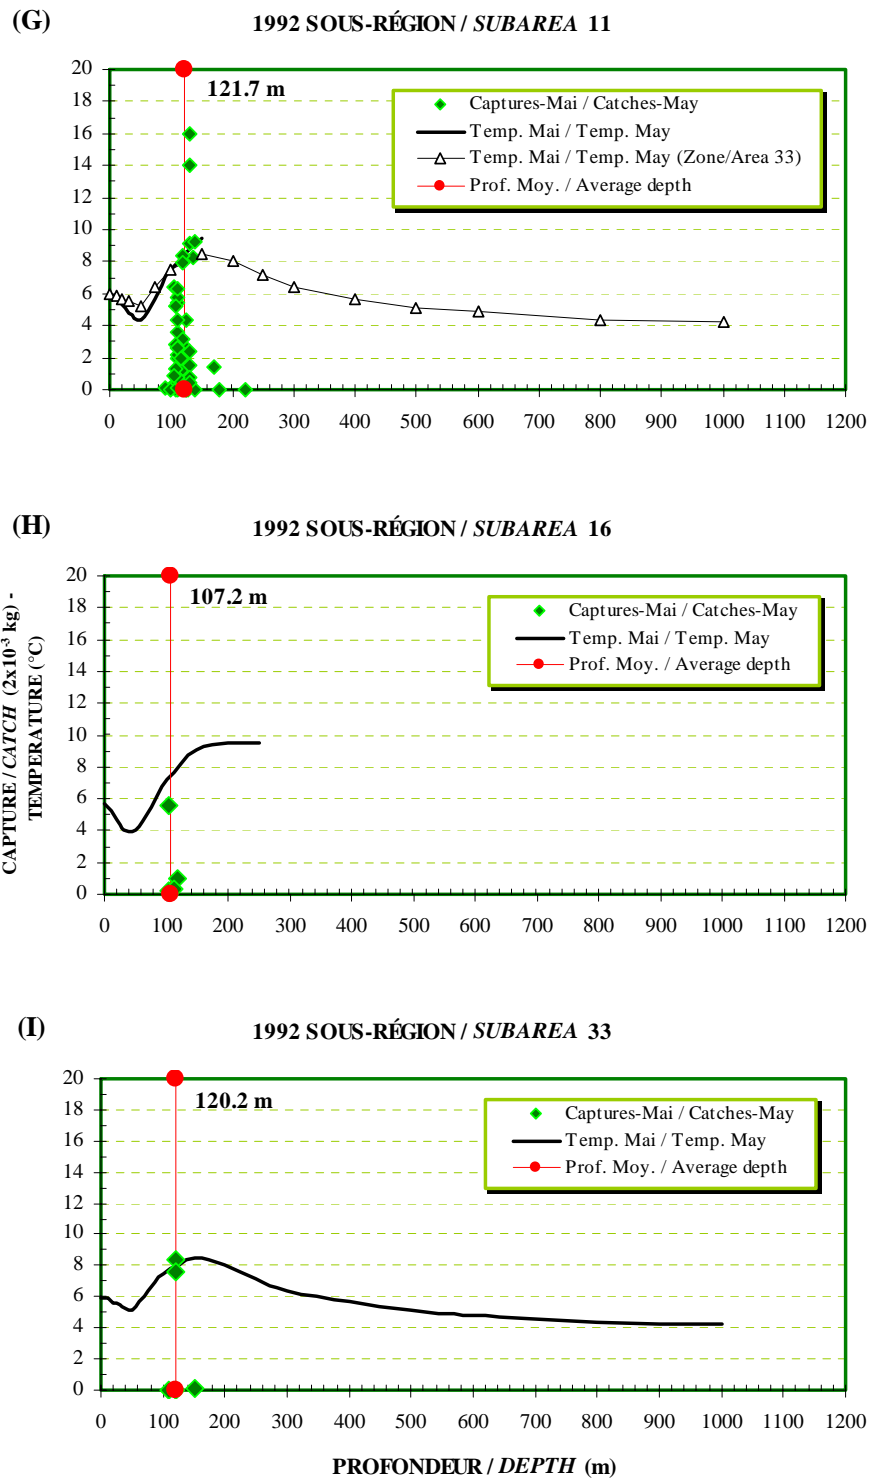 (G)
1992 SOUS-RÉGION / SUBAREA 11
20
18
16
14
12
10
8
6
4
2
0
121.7 m
Captures-Mai / Catches-May
Temp. Mai / Temp. May
Temp. Mai / Temp. May (Zone/Area 33)
Prof. Moy. / Average depth
0 100 200 300 400 500 600 700 800 900 1000 1100 1200
(H)
1992 SOUS-RÉGION / SUBAREA 16
CAPTURE / CATCH (2x10⁻³ kg) -
TEMPERATURE (°C)
20
18
16
14
12
10
8
6
4
2
0
107.2 m
Captures-Mai / Catches-May
Temp. Mai / Temp. May
Prof. Moy. / Average depth
0 100 200 300 400 500 600 700 800 900 1000 1100 1200
(I)
1992 SOUS-RÉGION / SUBAREA 33
20
18
16
14
12
10
8
6
4
2
0
120.2 m
Captures-Mai / Catches-May
Temp. Mai / Temp. May
Prof. Moy. / Average depth
0 100 200 300 400 500 600 700 800 900 1000 1100 1200
PROFONDEUR / DEPTH (m)